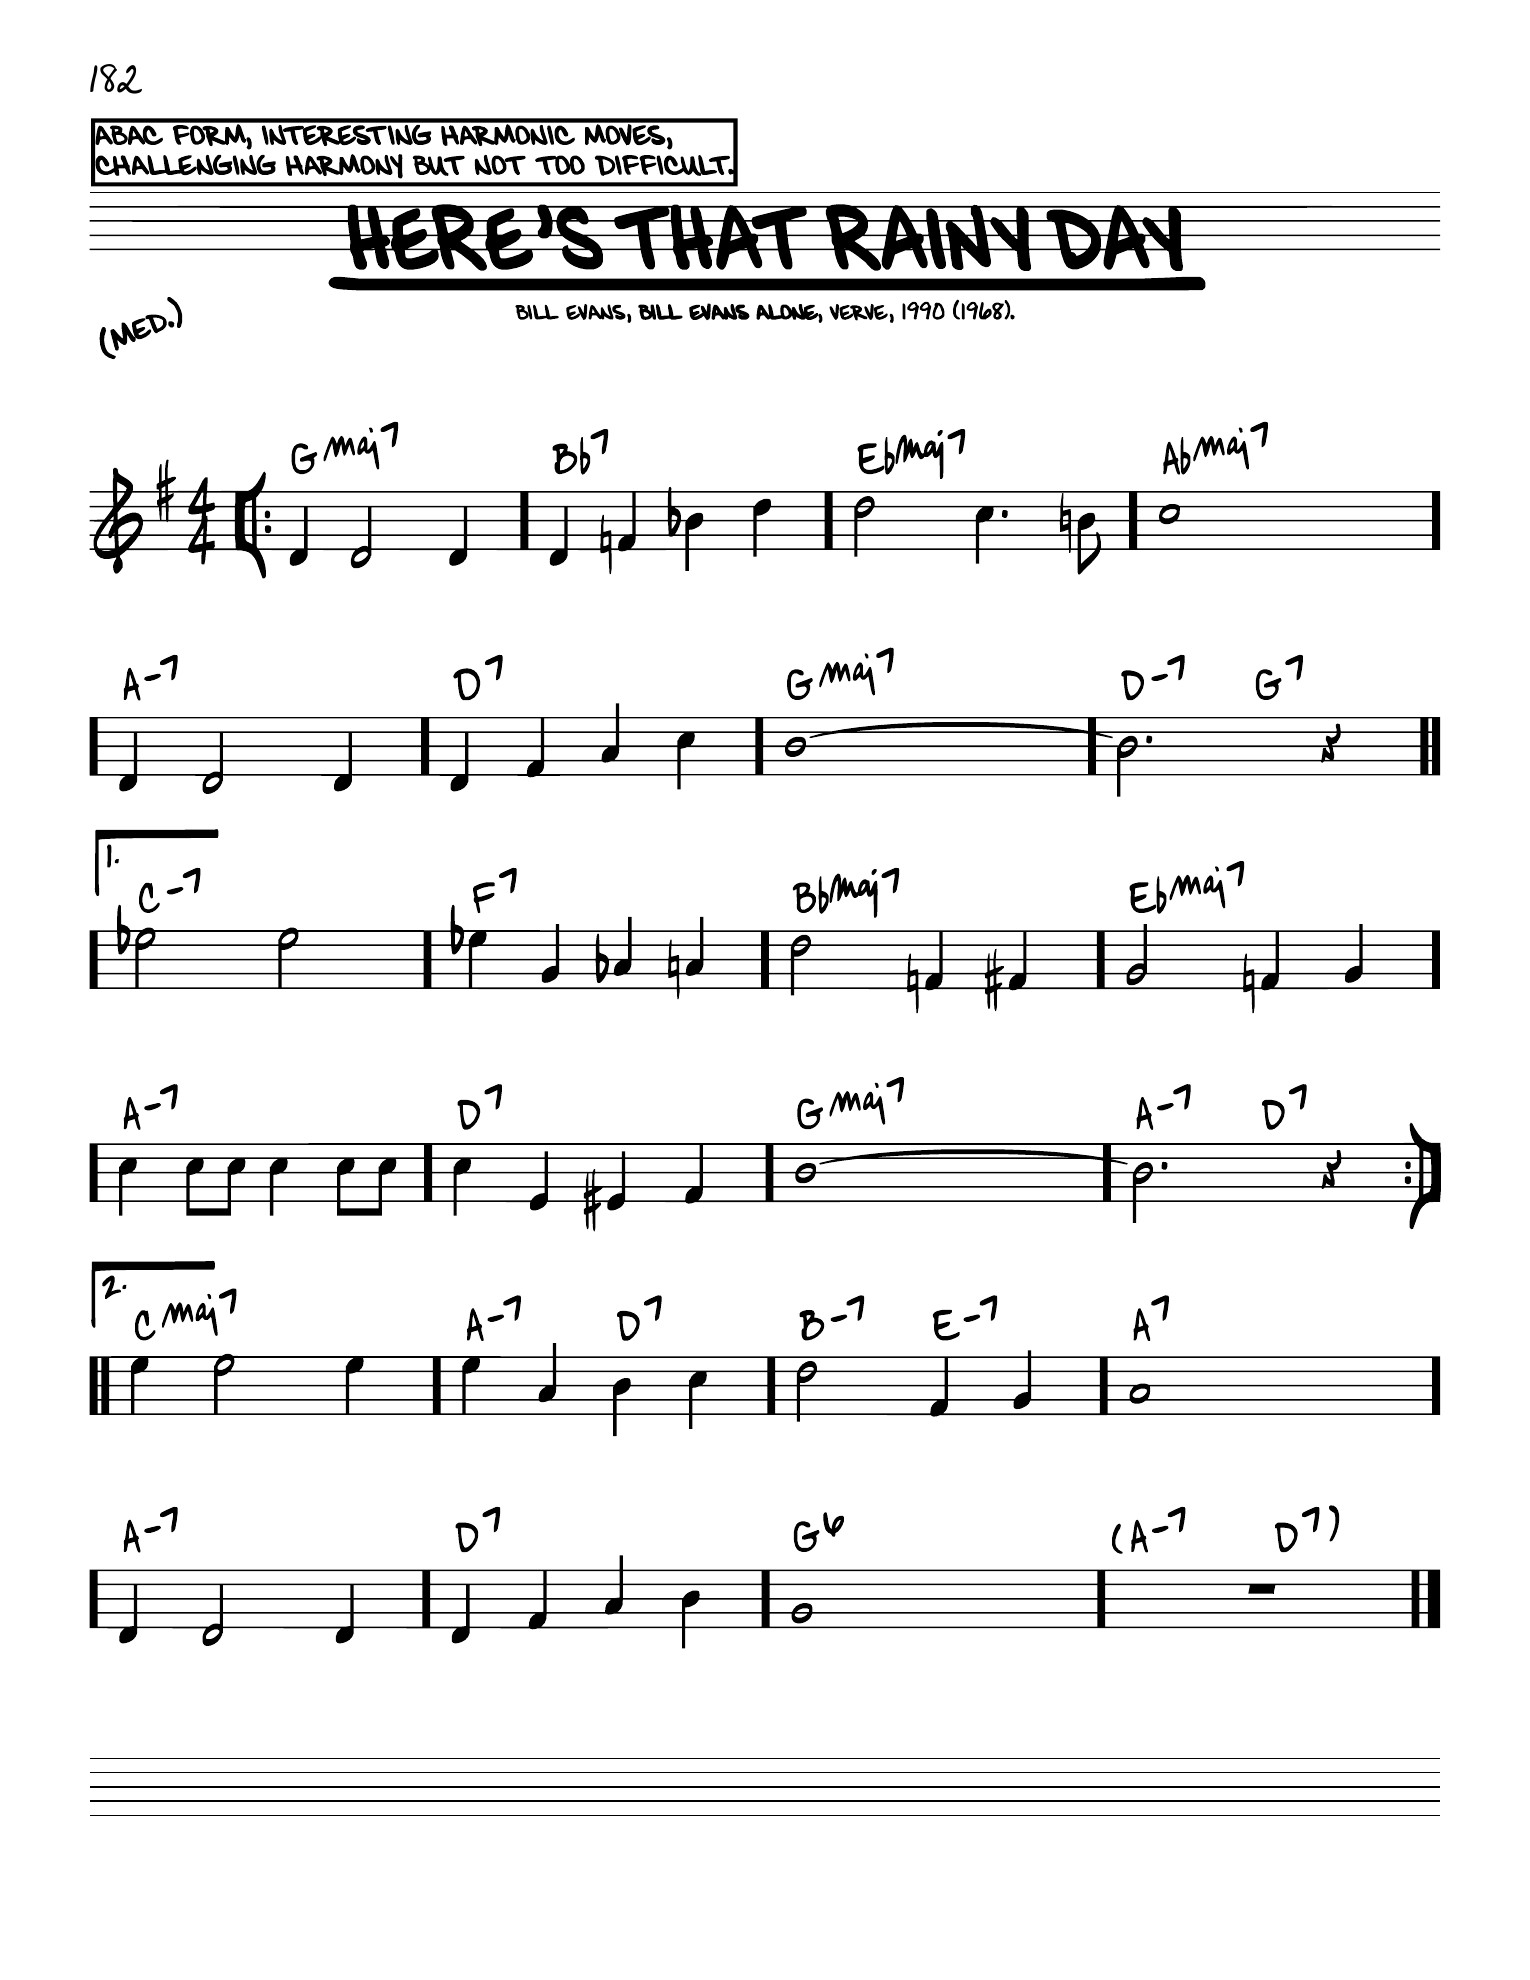 182
ABAC FORM, INTERESTING HARMONIC MOVES,
CHALLENGING HARMONY BUT NOT TOO DIFFICULT.
HERE'S THAT RAINY DAY
(MED.)
BILL EVANS, BILL EVANS ALONE, VERVE, 1990 (1968).
Gmaj7 Bb7 Ebmaj7 Abmaj7
4
4
A-7 D7 Gmaj7 D-7 G7
1.
C-7 F7 Bbmaj7 Ebmaj7
A-7 D7 Gmaj7 A-7 D7
2.
Cmaj7 A-7 D7 B-7 E-7 A7
A-7 D7 G6 (A-7 D7)